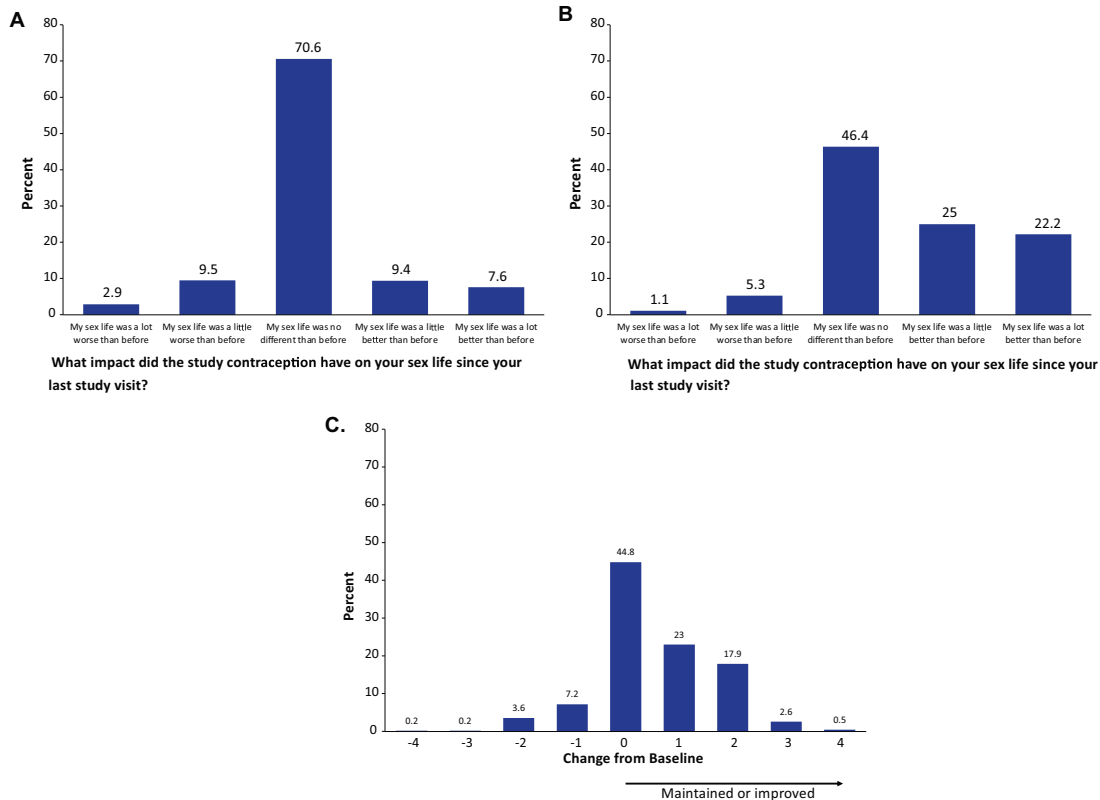 A
80
70
60
50
40
30
20
10
0
Percent
2.9
9.5
70.6
9.4
7.6
My sex life was a lot
worse than before
My sex life was a little
worse than before
My sex life was no
different than before
My sex life was a little
better than before
My sex life was a lot
better than before
What impact did the study contraception have on your sex life since your
last study visit?
B
80
70
60
50
40
30
20
10
0
Percent
1.1
5.3
46.4
25
22.2
My sex life was a lot
worse than before
My sex life was a little
worse than before
My sex life was no
different than before
My sex life was a little
better than before
My sex life was a lot
better than before
What impact did the study contraception have on your sex life since your
last study visit?
C.
80
70
60
50
40
30
20
10
0
Percent
0.2
0.2
3.6
7.2
44.8
23
17.9
2.6
0.5
-4 -3 -2 -1 0 1 2 3 4
Change from Baseline
Maintained or improved